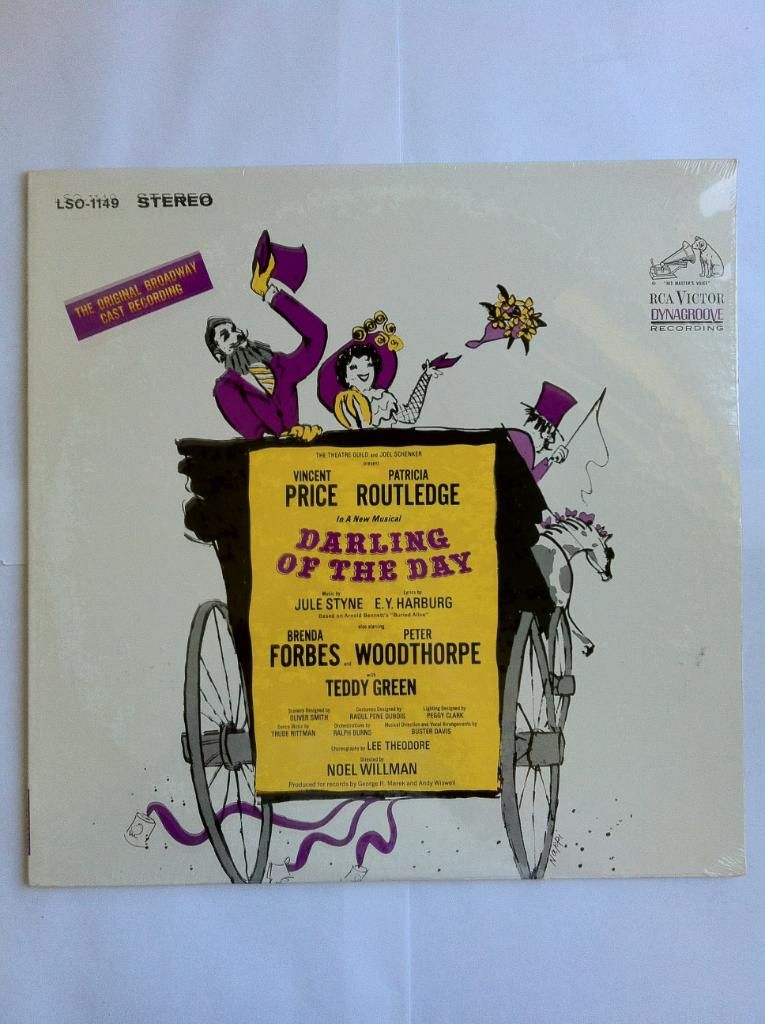 LSO-1149 STEREO
THE ORIGINAL BROADWAY
CAST RECORDING
"HIS MASTER'S VOICE"
RCA VICTOR
DYNAGROOVE
RECORDING
THE THEATRE GUILD and JOEL SCHENKER
present
VINCENT PATRICIA
PRICE ROUTLEDGE
In A New Musical
DARLING
OF THE DAY
Music by Lyrics by
JULE STYNE E.Y. HARBURG
Based on Arnold Bennett's "Buried Alive"
also starring
BRENDA PETER
FORBES and WOODTHORPE
with
TEDDY GREEN
Scenery Designed by Costumes Designed by Lighting Designed by
OLIVER SMITH RAOUL PENE DUBOIS PEGGY CLARK
Dance Music by Orchestrations by Musical Direction and Vocal Arrangements by
TRUDE RITTMAN RALPH BURNS BUSTER DAVIS
Choreography by LEE THEODORE
Directed by
NOEL WILLMAN
Produced for records by George R. Marek and Andy Wiswell
NAPPI